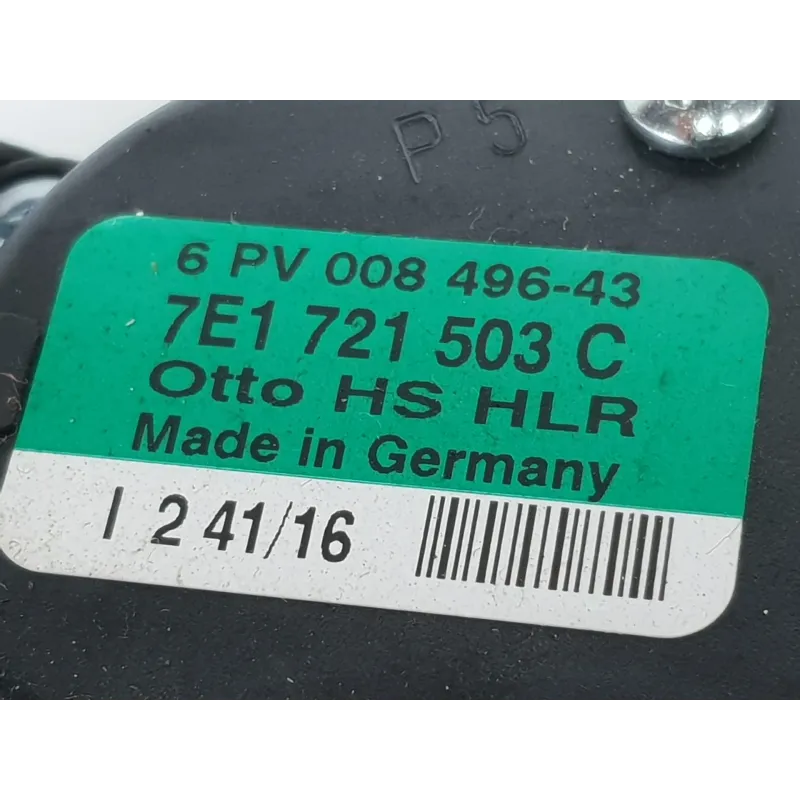 P 5
6 PV 008 496-43
7E1 721 503 C
Otto HS HLR
Made in Germany
I 2 41/16